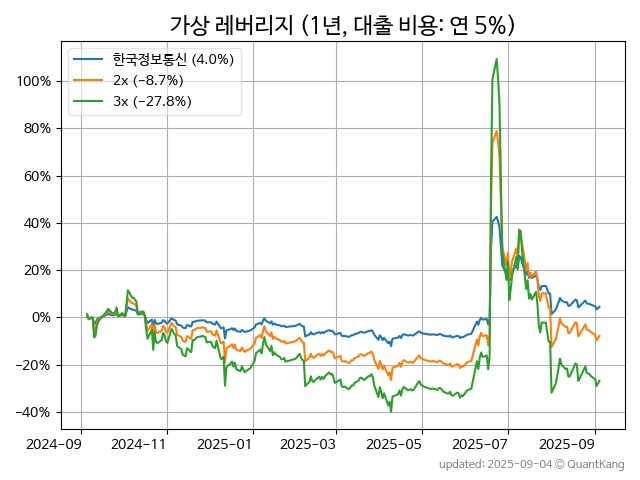 가상 레버리지 (1년, 대출 비용: 연 5%)
한국정보통신 (4.0%)
2x (-8.7%)
3x (-27.8%)
100%
80%
60%
40%
20%
0%
-20%
-40%
2024-09 2024-11 2025-01 2025-03 2025-05 2025-07 2025-09
updated: 2025-09-04 © QuantKang